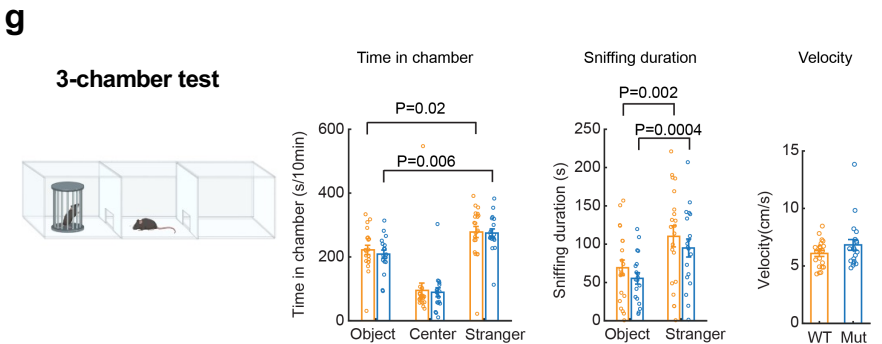 g
3-chamber test
Time in chamber
P=0.02
P=0.006
Time in chamber (s/10min)
600
400
200
0
Object Center Stranger
Sniffing duration
P=0.002
P=0.0004
Sniffing duration (s)
250
200
150
100
50
0
Object Stranger
Velocity
Velocity(cm/s)
15
10
5
0
WT Mut